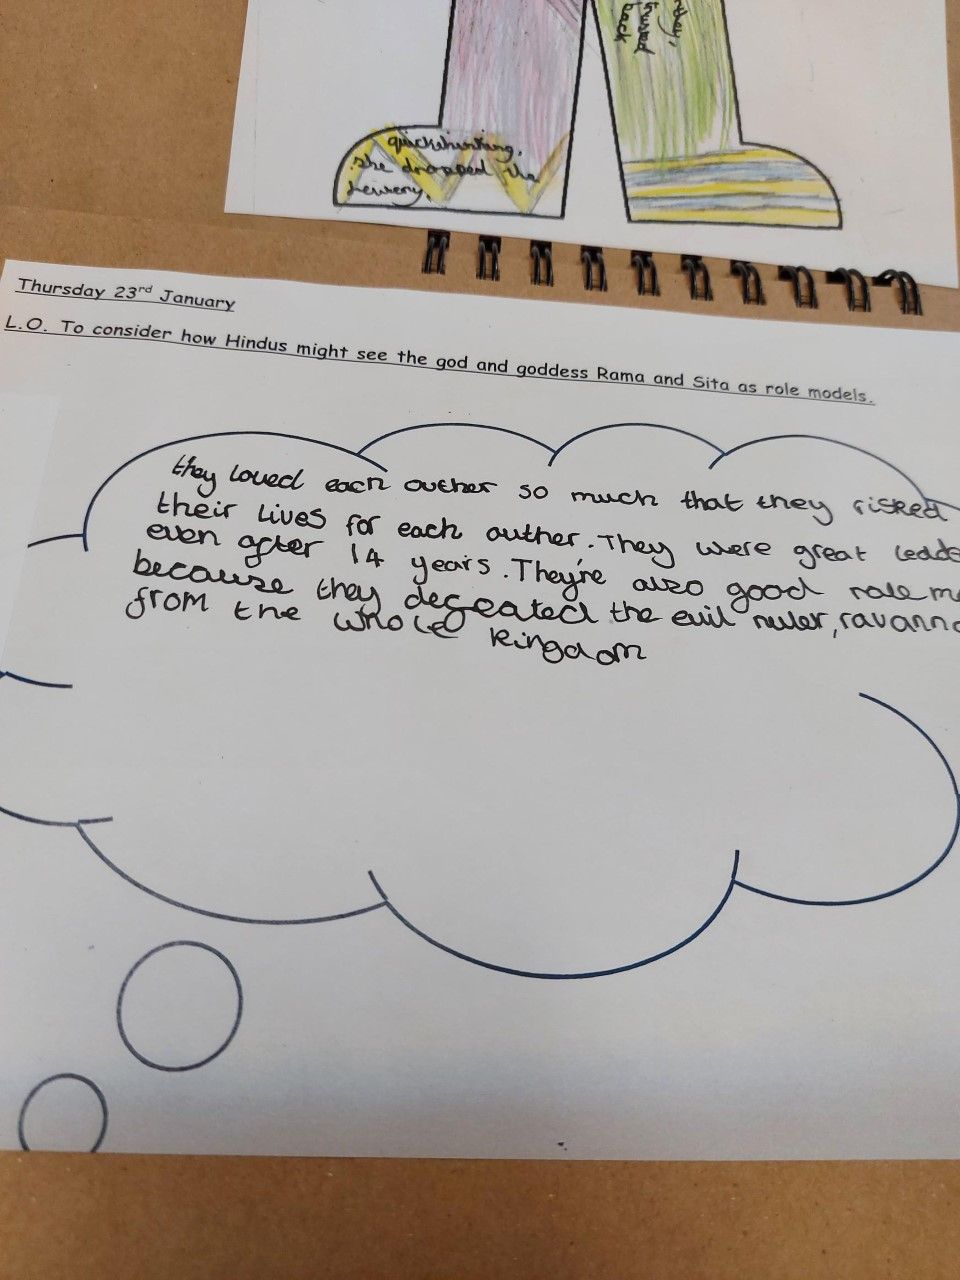 back
quickthinking,
she dropped the
Thursday 23rd January
L.O. To consider how Hindus might see the god and goddess Rama and Sita as role models.
they loved each outher so much that they risked
their lives for each outher. They were great leade
even after 14 years. They're also good role m
because they defeated the evil ruler, ravanna
from the whole kingdom